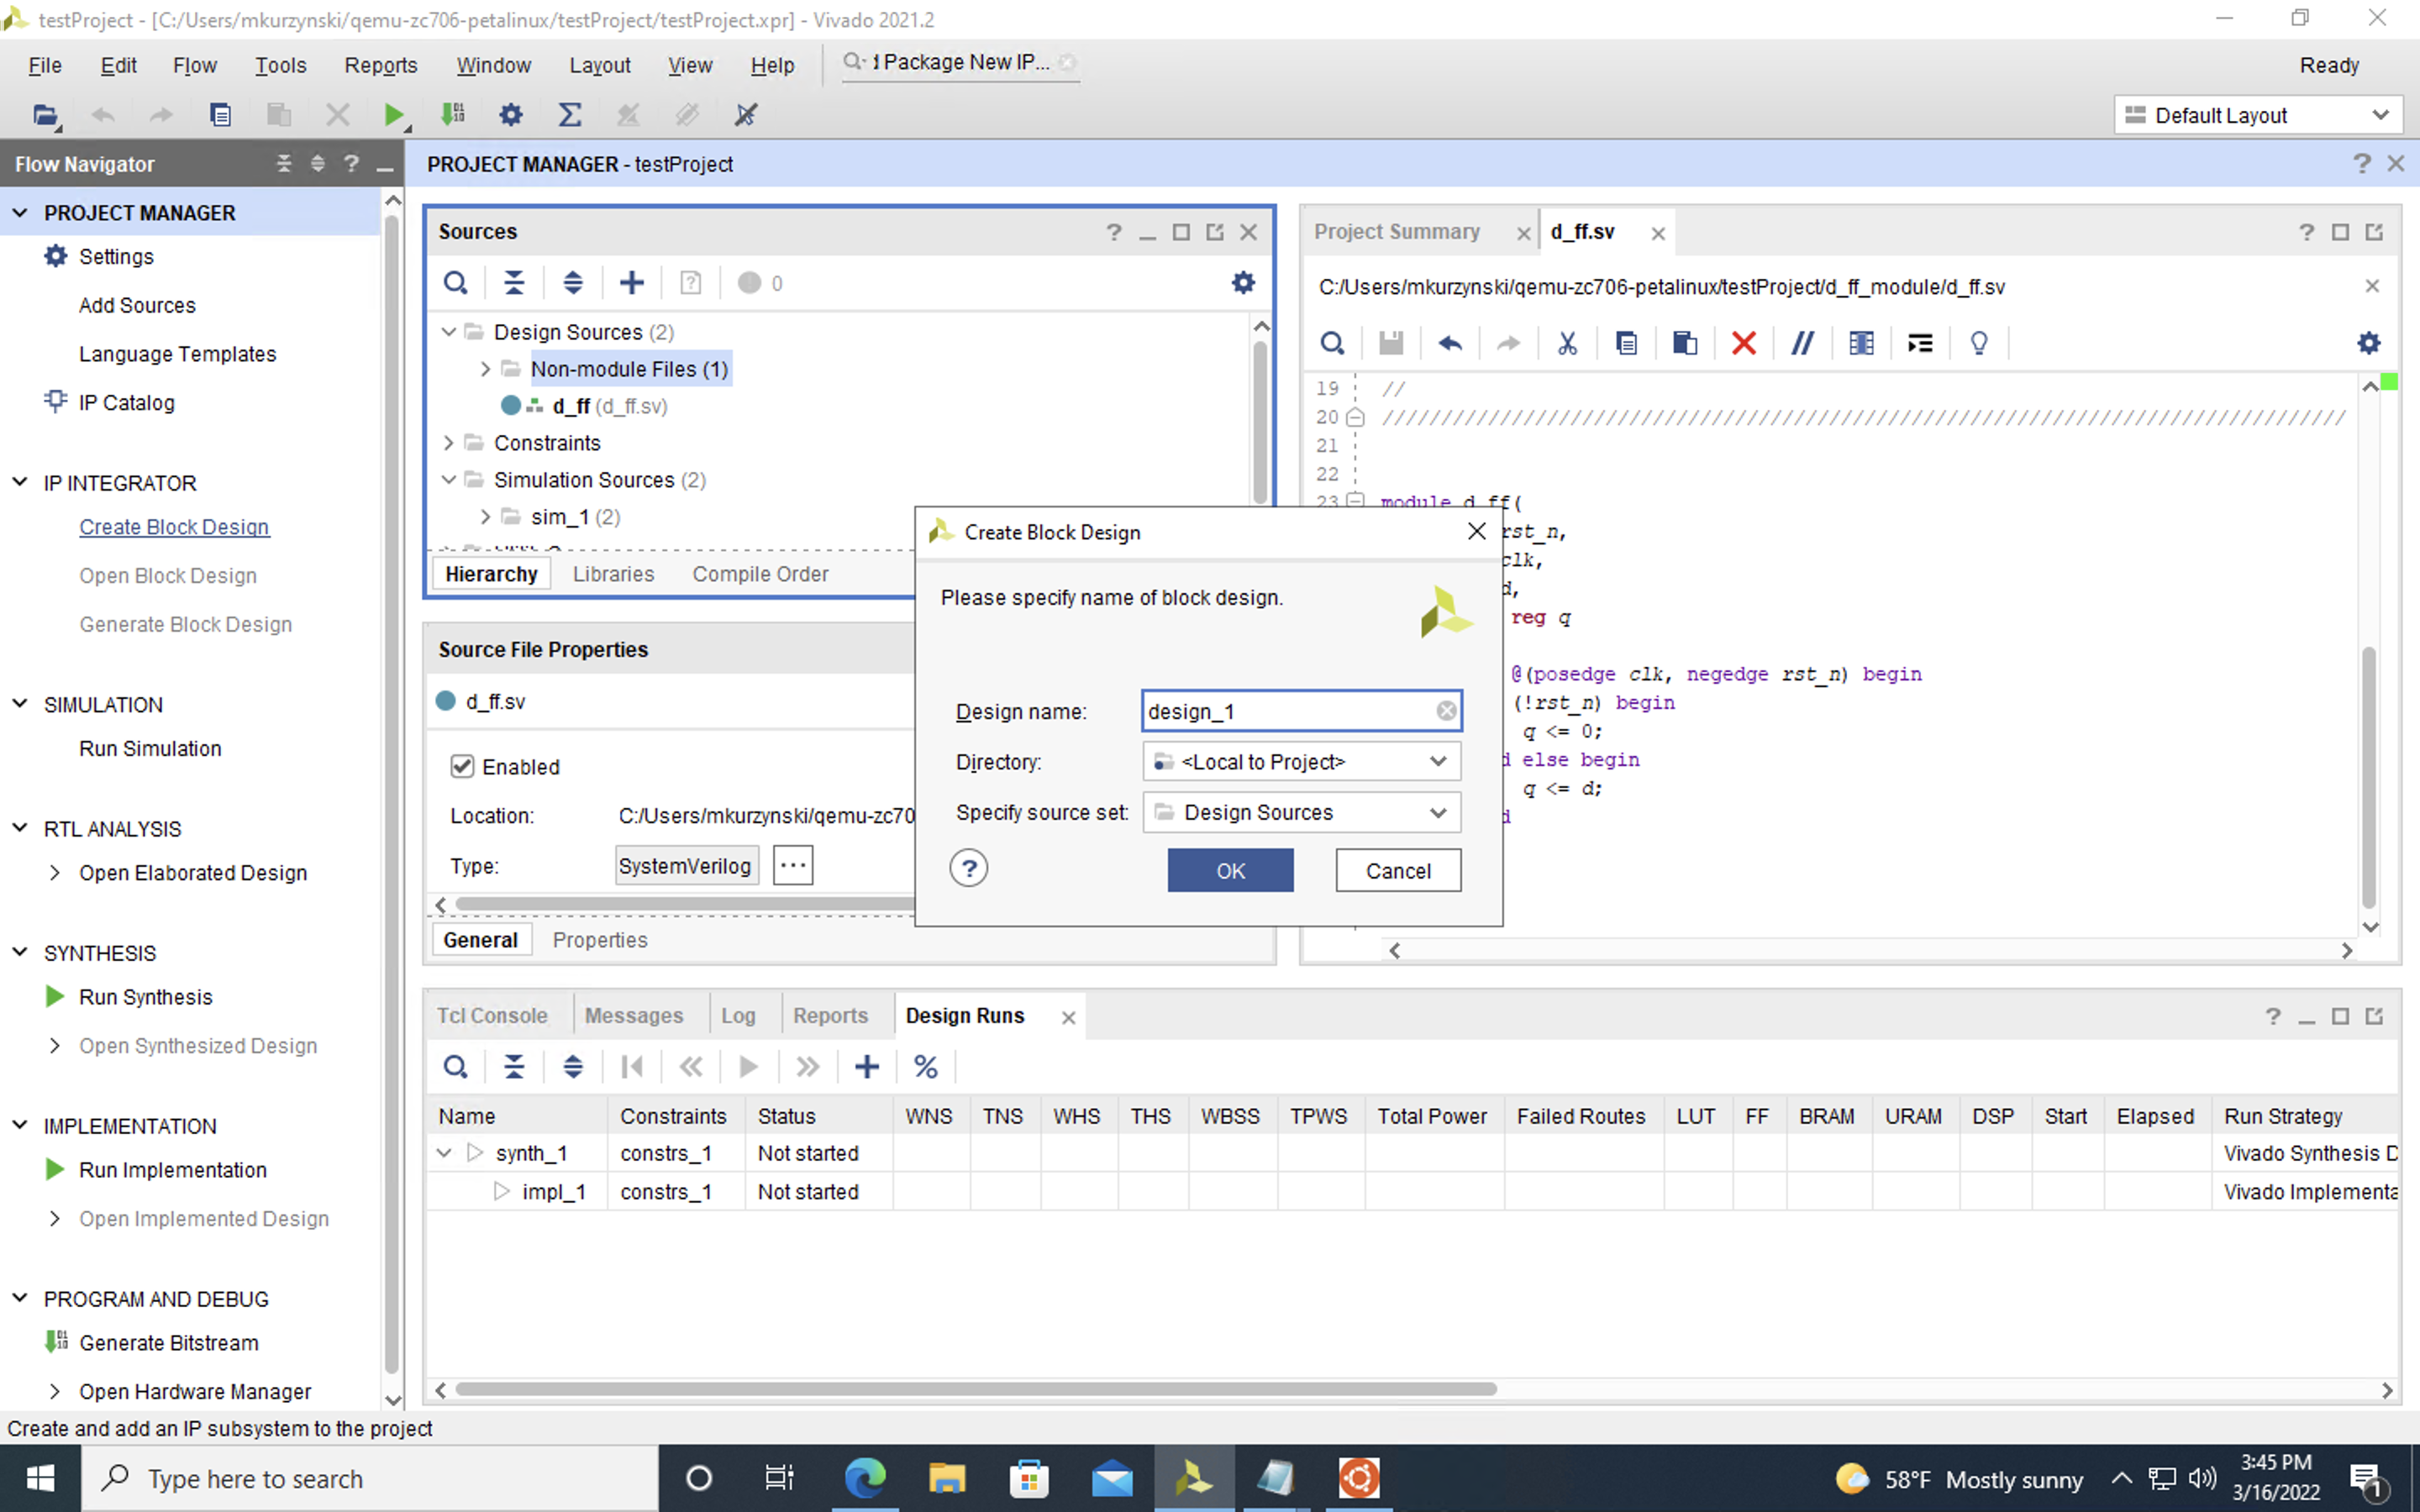 testProject - [C:/Users/mkurzynski/qemu-zc706-petalinux/testProject/testProject.xpr] - Vivado 2021.2
File Edit Flow Tools Reports Window Layout View Help Package New IP... Ready
Default Layout
Flow Navigator ?
PROJECT MANAGER - testProject ?
PROJECT MANAGER
Settings
Add Sources
Language Templates
IP Catalog
IP INTEGRATOR
Create Block Design
Open Block Design
Generate Block Design
SIMULATION
Run Simulation
RTL ANALYSIS
Open Elaborated Design
SYNTHESIS
Run Synthesis
Open Synthesized Design
IMPLEMENTATION
Run Implementation
Open Implemented Design
PROGRAM AND DEBUG
Generate Bitstream
Open Hardware Manager
Sources ?
0
Design Sources (2)
Non-module Files (1)
d_ff (d_ff.sv)
Constraints
Simulation Sources (2)
sim_1 (2)
Hierarchy Libraries Compile Order
Source File Properties
d_ff.sv
Enabled
Location: C:/Users/mkurzynski/qemu-zc70
Type: SystemVerilog ...
General Properties
Project Summary d_ff.sv ?
C:/Users/mkurzynski/qemu-zc706-petalinux/testProject/d_ff_module/d_ff.sv
19 //
20 ////////////////////////////////////////////////////////////////////////////////
21
22
23 module d_ff(
rst_n,
clk,
d,
reg q
@(posedge clk, negedge rst_n) begin
(!rst_n) begin
q <= 0;
d else begin
q <= d;
d
Create Block Design
Please specify name of block design.
Design name: design_1
Directory: <Local to Project>
Specify source set: Design Sources
? OK Cancel
Tcl Console Messages Log Reports Design Runs ?
%
Name Constraints Status WNS TNS WHS THS WBSS TPWS Total Power Failed Routes LUT FF BRAM URAM DSP Start Elapsed Run Strategy
synth_1 constrs_1 Not started Vivado Synthesis D
impl_1 constrs_1 Not started Vivado Implementa
Create and add an IP subsystem to the project
Type here to search
58°F Mostly sunny
3:45 PM
3/16/2022
1